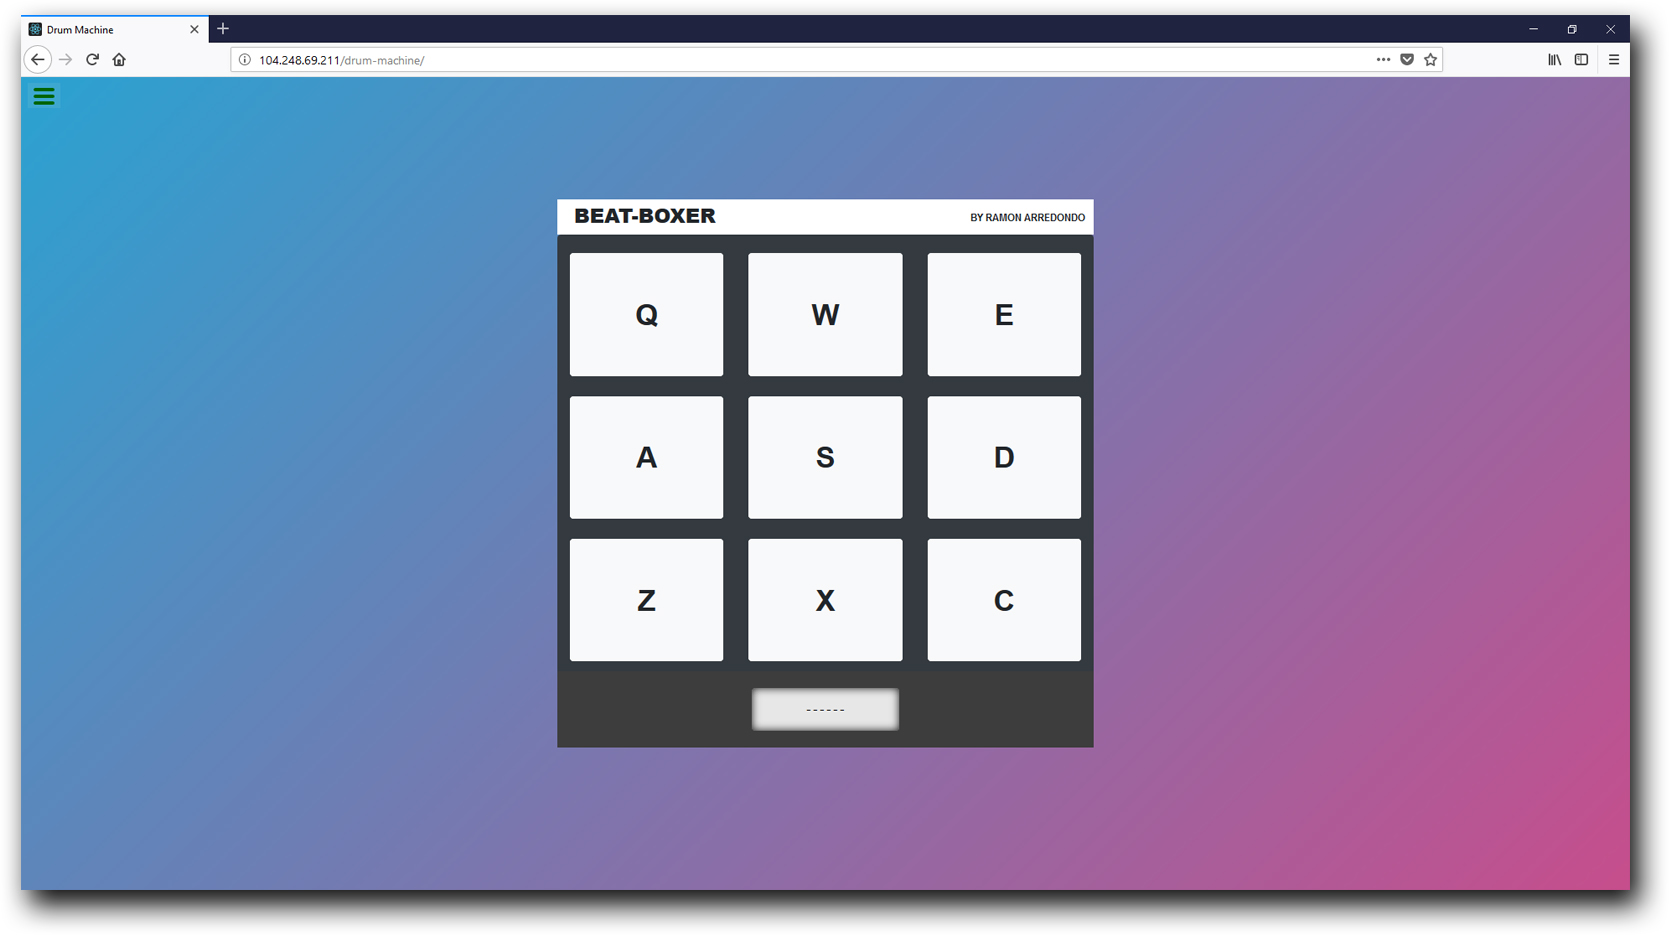 Drum Machine
104.248.69.211/drum-machine/
BEAT-BOXER
BY RAMON ARREDONDO
Q W E
A S D
Z X C
------